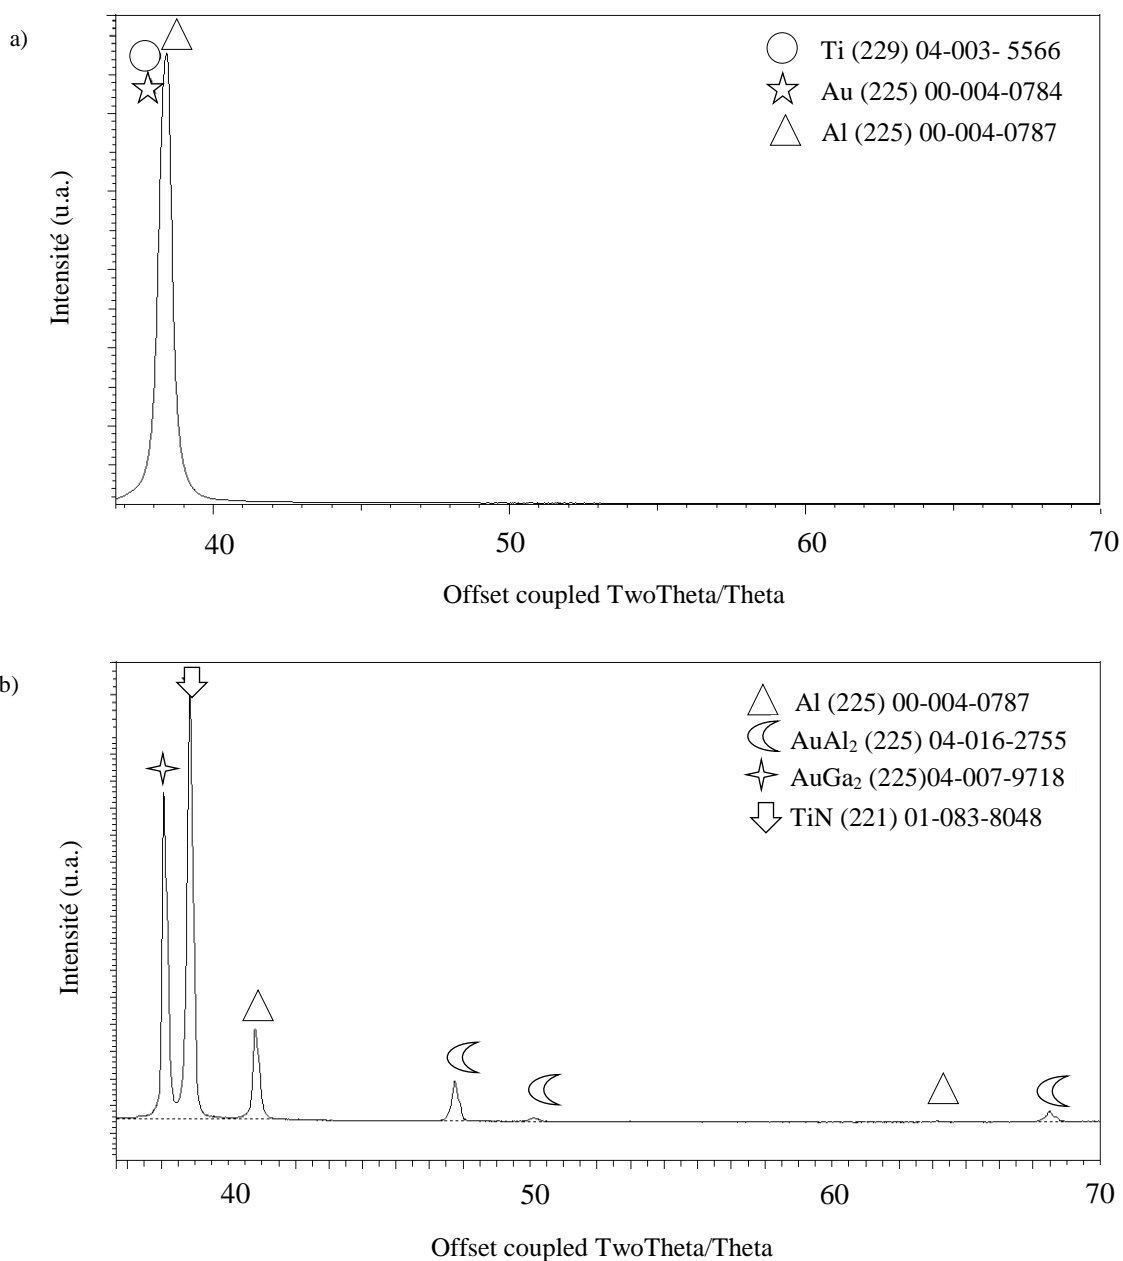 a)
Ti (229) 04-003- 5566
Au (225) 00-004-0784
Al (225) 00-004-0787
Intensité (u.a.)
40 50 60 70
Offset coupled TwoTheta/Theta
b)
Al (225) 00-004-0787
AuAl₂ (225) 04-016-2755
AuGa₂ (225)04-007-9718
TiN (221) 01-083-8048
Intensité (u.a.)
40 50 60 70
Offset coupled TwoTheta/Theta